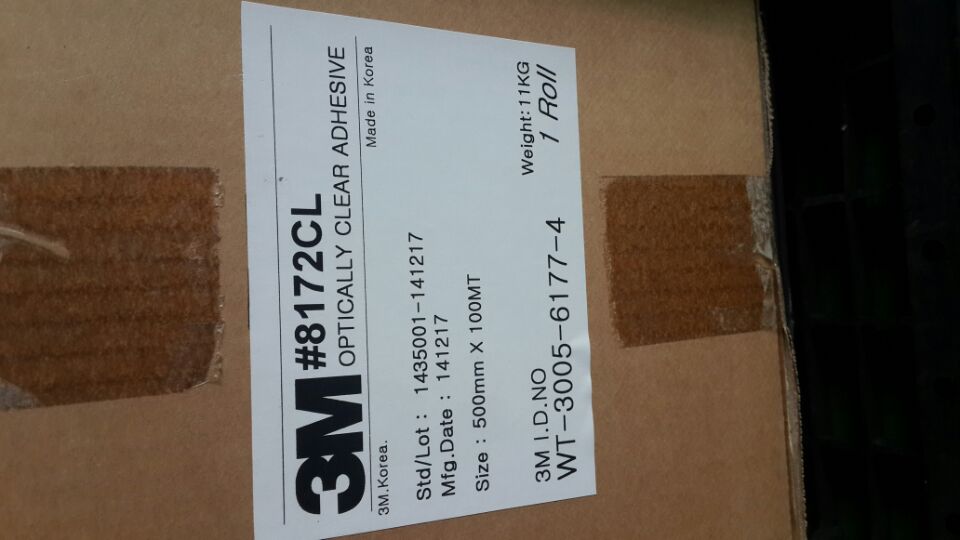 3M #8172CL
OPTICALLY CLEAR ADHESIVE
3M.Korea. Made in Korea
Std/Lot : 1435001-141217
Mfg.Date : 141217
Size : 500mm X 100MT
3M I.D.NO Weight:11KG
WT-3005-6177-4 1 Roll